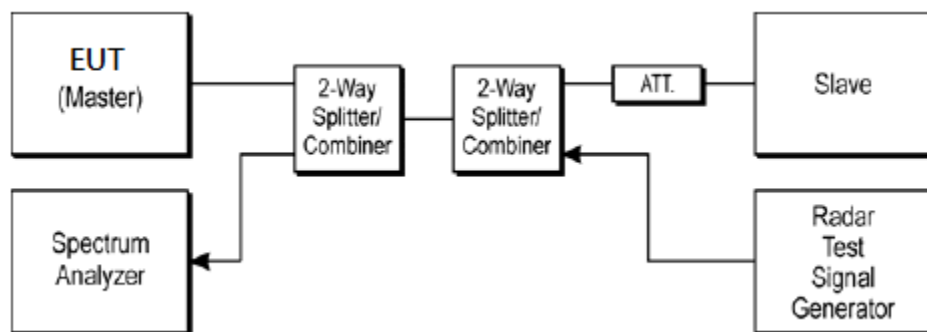 EUT
(Master)
2-Way
Splitter/
Combiner
2-Way
Splitter/
Combiner
ATT.
Slave
Spectrum
Analyzer
Radar
Test
Signal
Generator